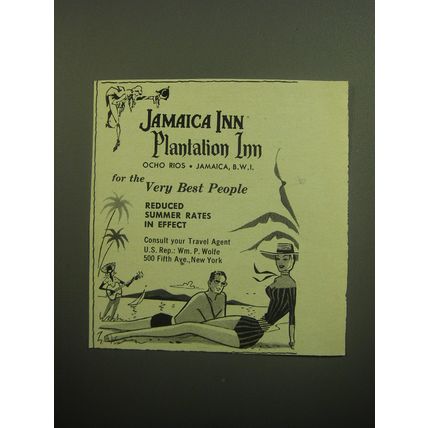 JAMAICA INN
Plantation Inn
OCHO RIOS • JAMAICA, B.W.I.
for the
Very Best People
REDUCED
SUMMER RATES
IN EFFECT
Consult your Travel Agent
U.S. Rep.: Wm. P. Wolfe
500 Fifth Ave., New York